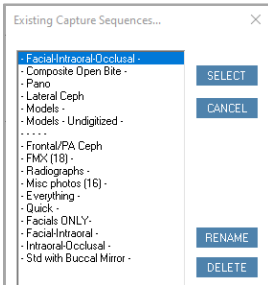 Existing Capture Sequences...
- Facial-Intraoral-Occlusal -
- Composite Open Bite -
- Pano
- Lateral Ceph
- Models -
- Models - Undigitized -
- - - - -
- Frontal/PA Ceph
- FMX (18) -
- Radiographs -
- Misc photos (16) -
- Everything -
- Quick -
- Facials ONLY-
- Facial-Intraoral -
- Intraoral-Occlusal -
- Std with Buccal Mirror -
SELECT
CANCEL
RENAME
DELETE